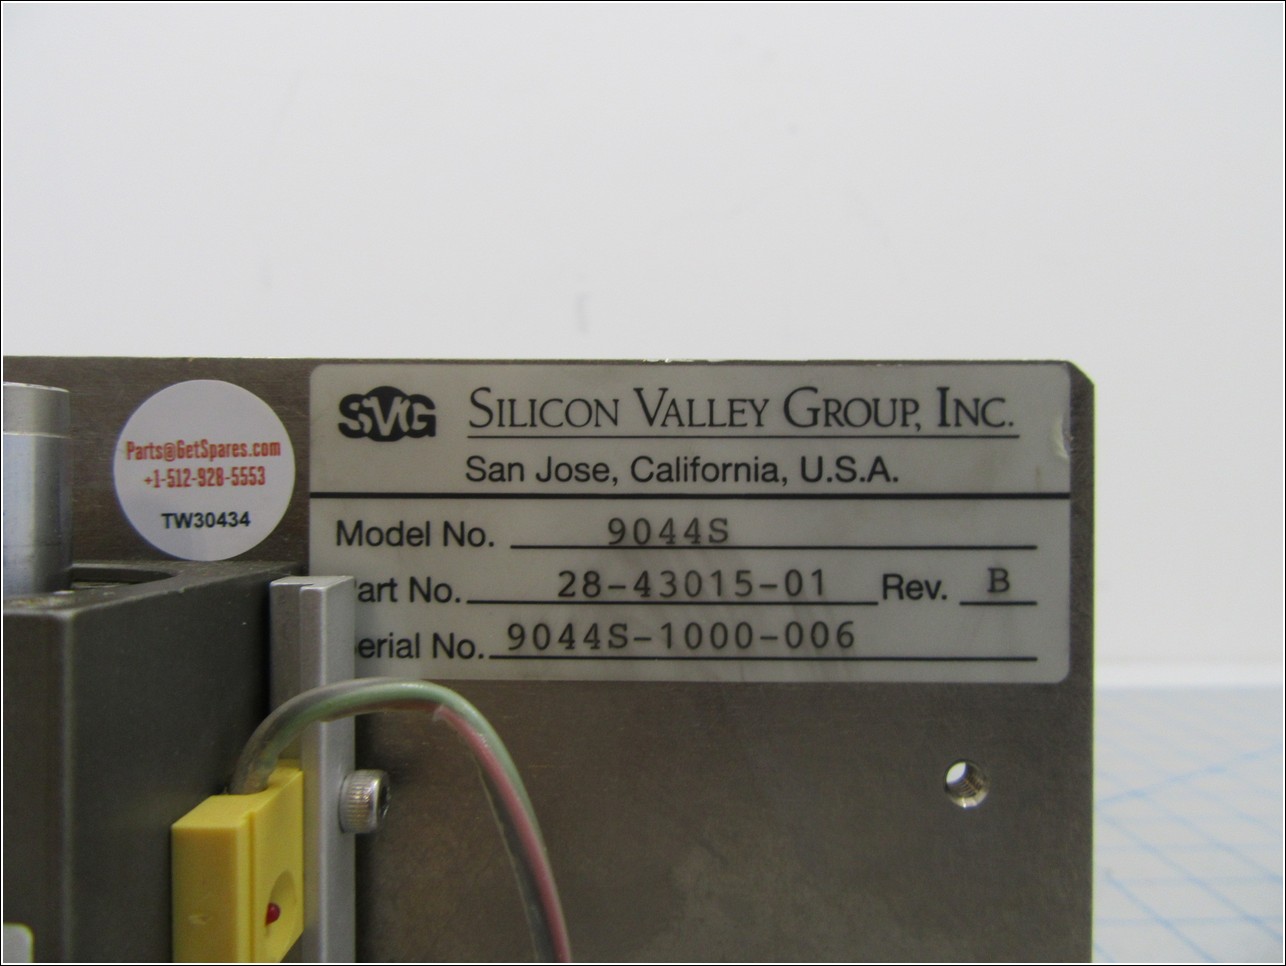 Parts@GetSpares.com
+1-512-928-5553
TW30434
SVG SILICON VALLEY GROUP, INC.
San Jose, California, U.S.A.
Model No. 9044S
art No. 28-43015-01 Rev. B
erial No. 9044S-1000-006